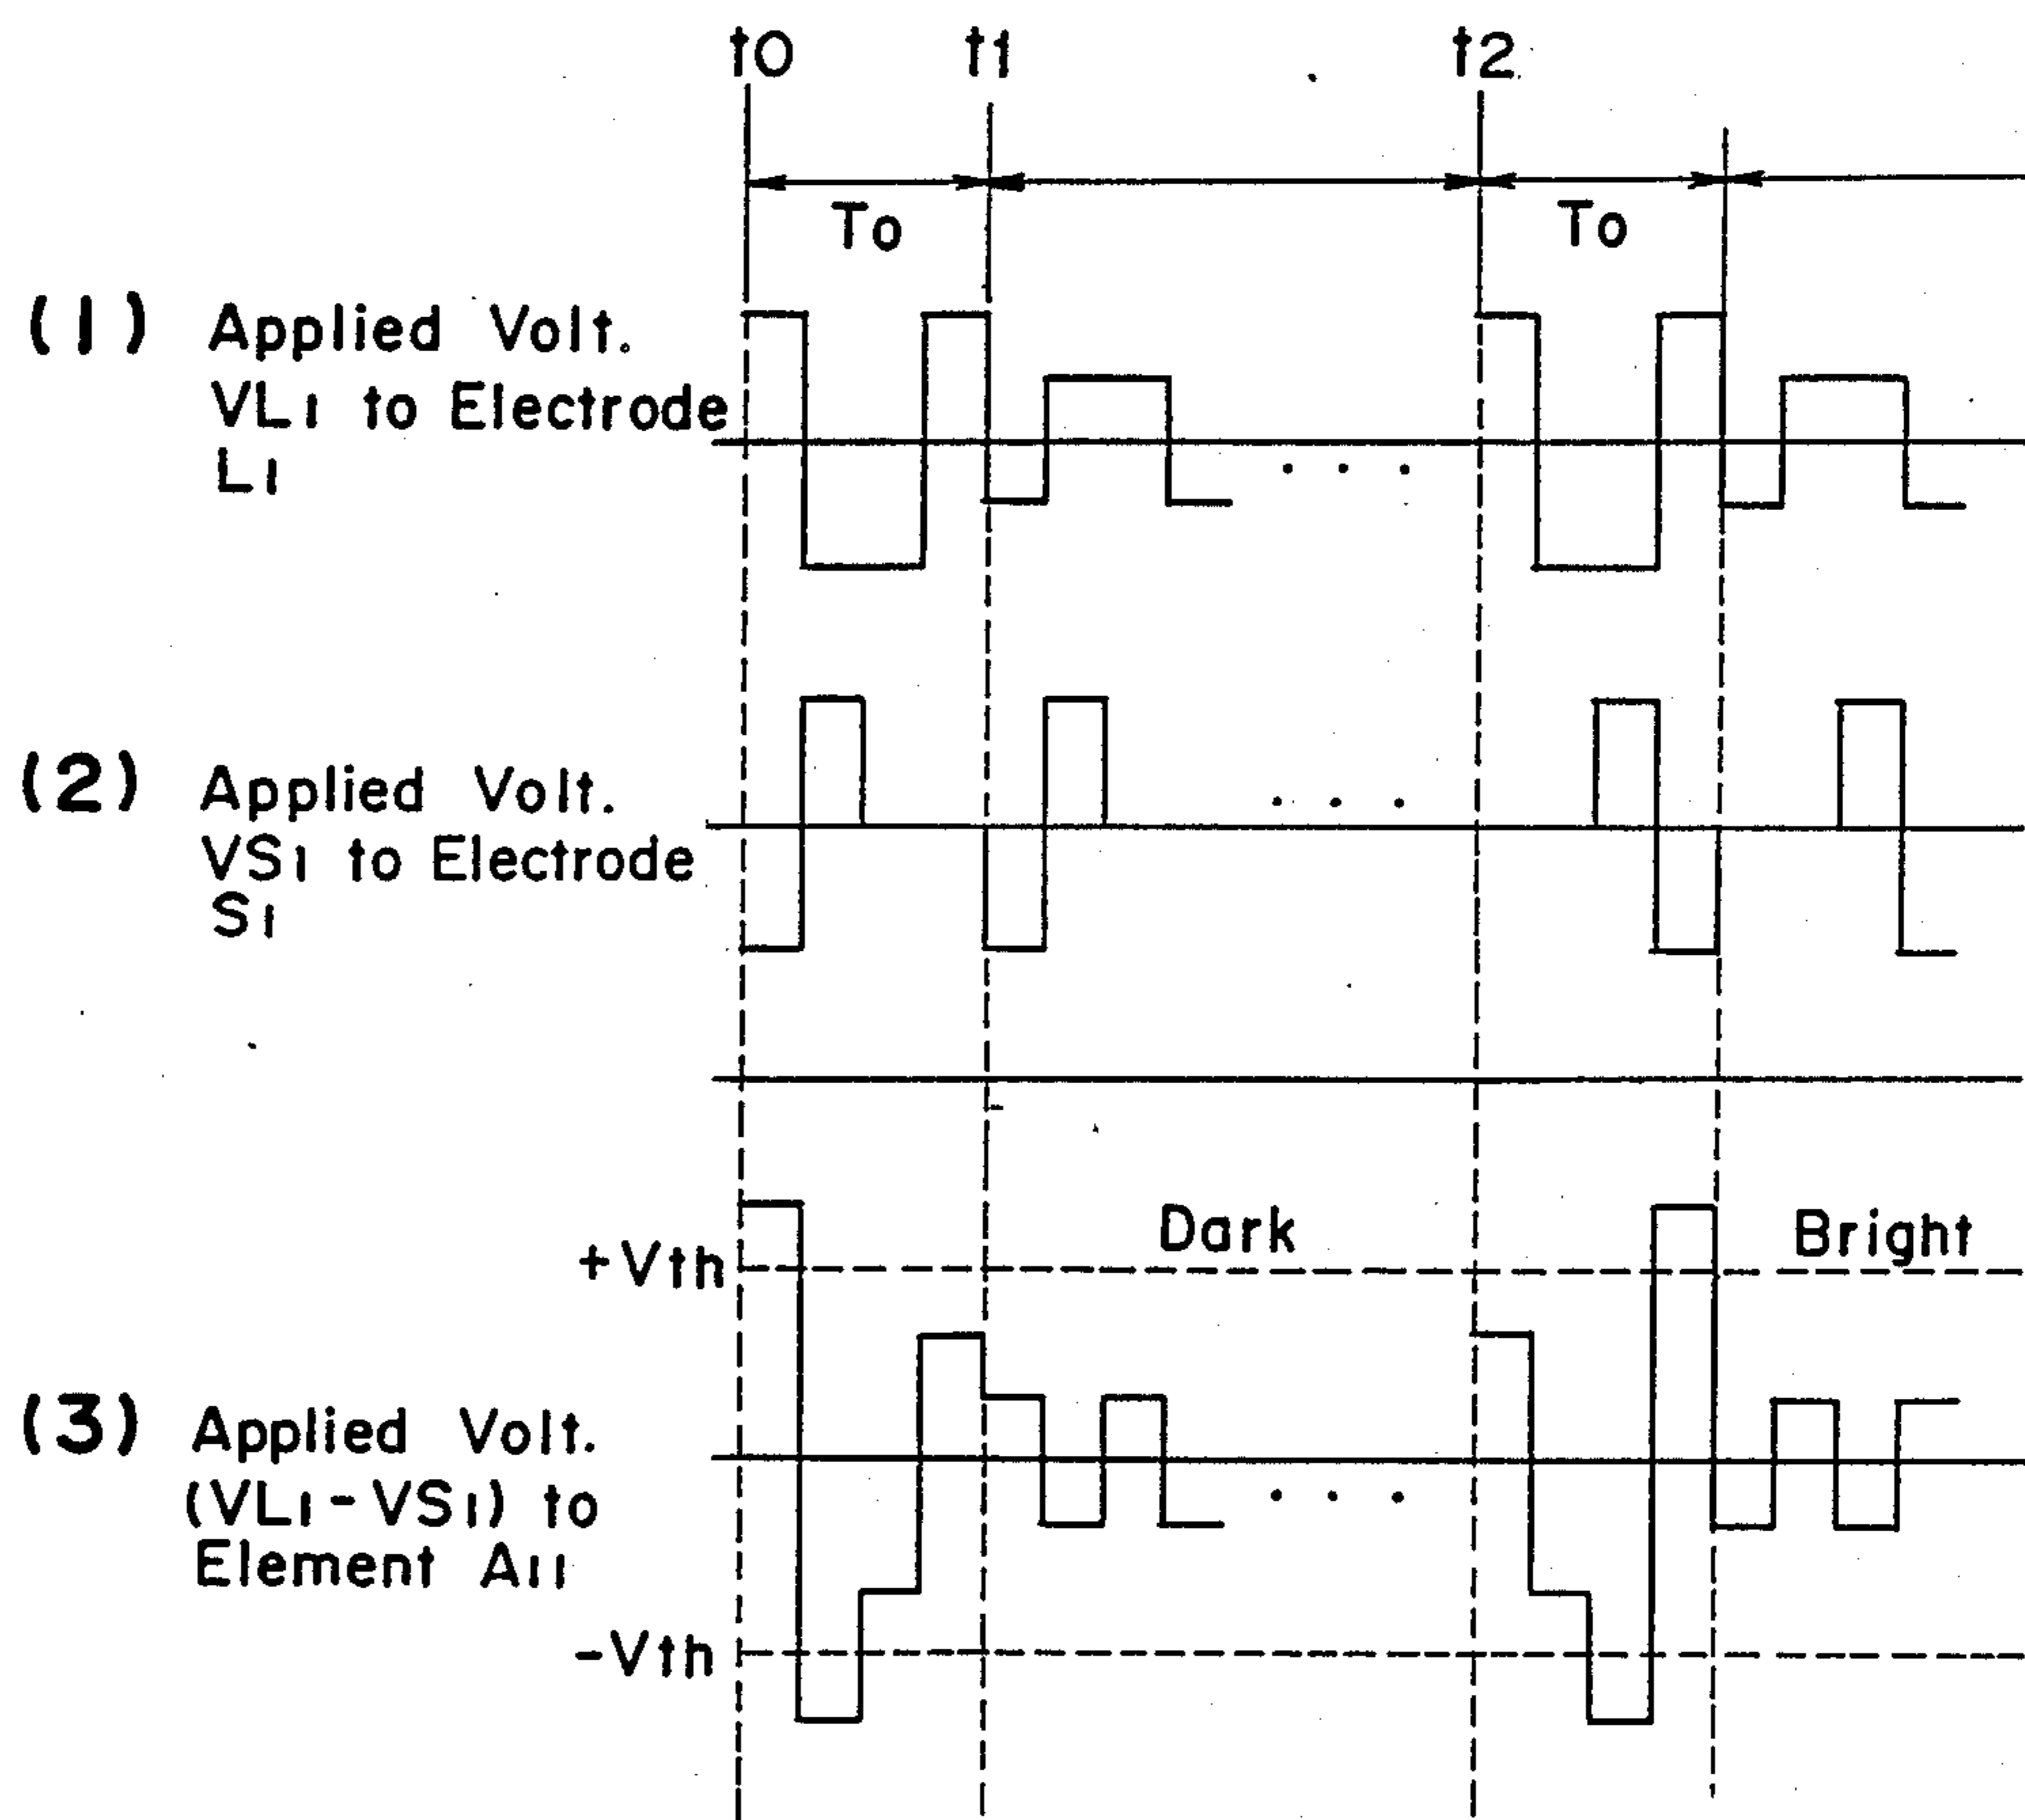 t0 t1 t2
To To
(1) Applied Volt.
VL1 to Electrode
L1
(2) Applied Volt.
VS1 to Electrode
S1
Dark Bright
+Vth
(3) Applied Volt.
(VL1-VS1) to
Element A11
-Vth